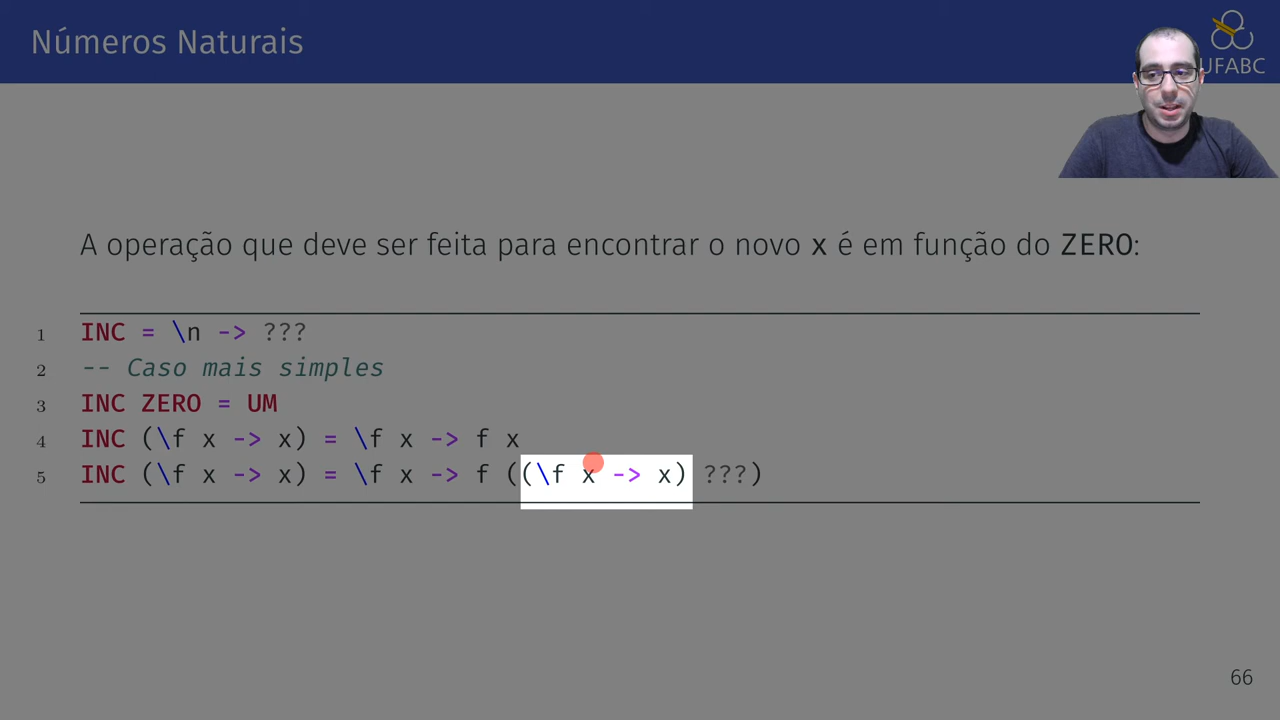 Números Naturais
UFABC
A operação que deve ser feita para encontrar o novo x é em função do ZERO:
1 INC = \n -> ???
2 -- Caso mais simples
3 INC ZERO = UM
4 INC (\f x -> x) = \f x -> f x
5 INC (\f x -> x) = \f x -> f ((\f x -> x) ???)
66